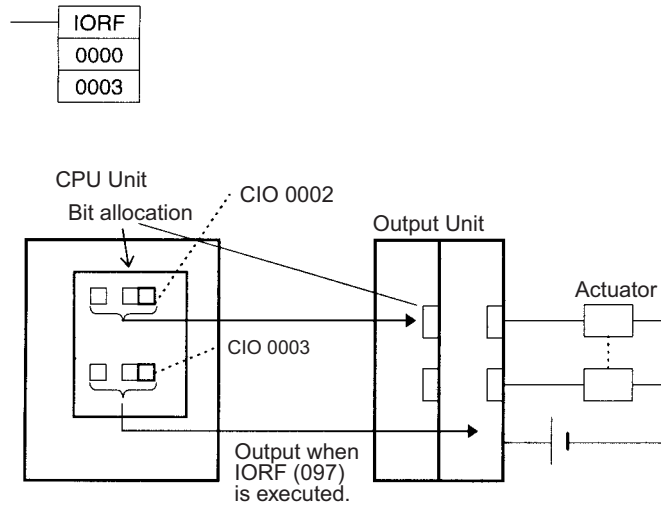 IORF
0000
0003
CPU Unit
Bit allocation
CIO 0002
Output Unit
Actuator
CIO 0003
Output when
IORF (097)
is executed.